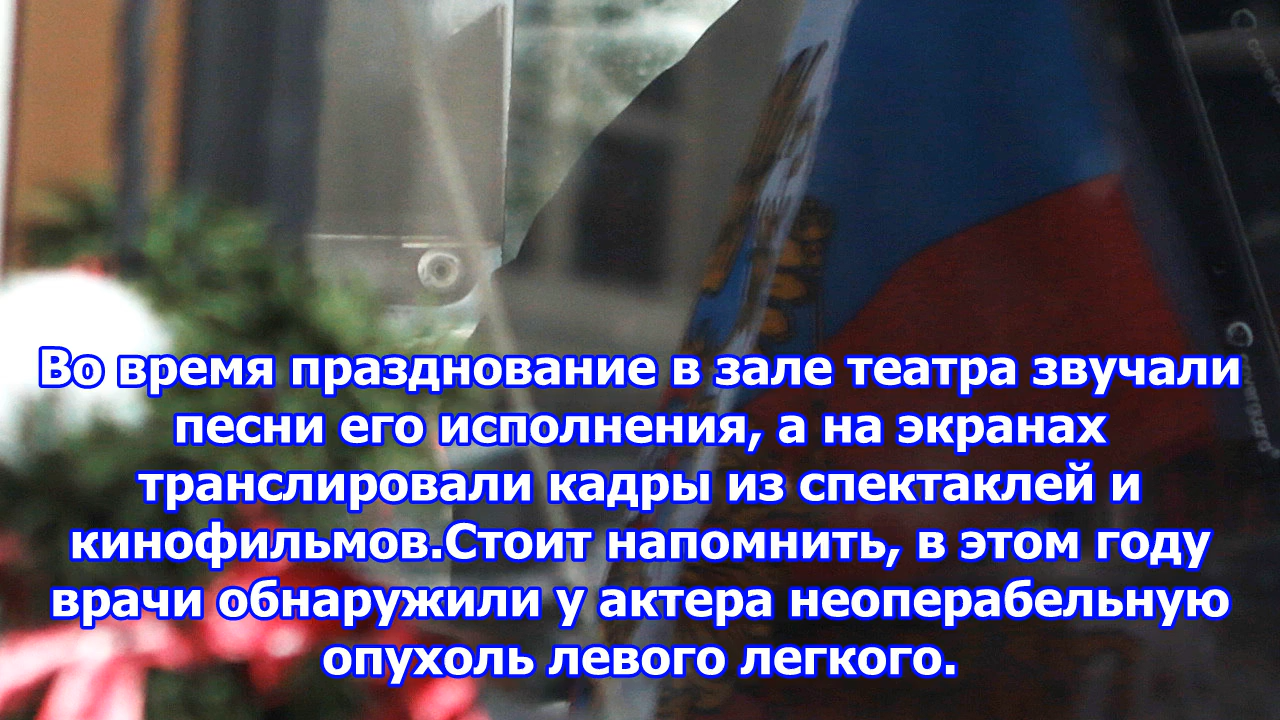 Во время празднование в зале театра звучали
песни его исполнения, а на экранах
транслировали кадры из спектаклей и
кинофильмов.Стоит напомнить, в этом году
врачи обнаружили у актера неоперабельную
опухоль левого легкого.